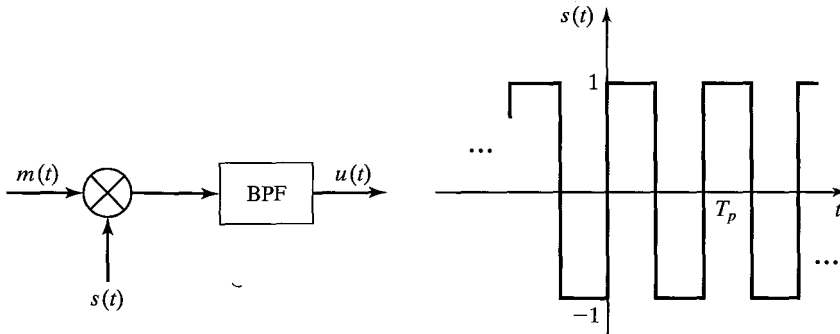 m(t)
BPF
u(t)
s(t)
s(t)
1
...
T_p
t
...
−1